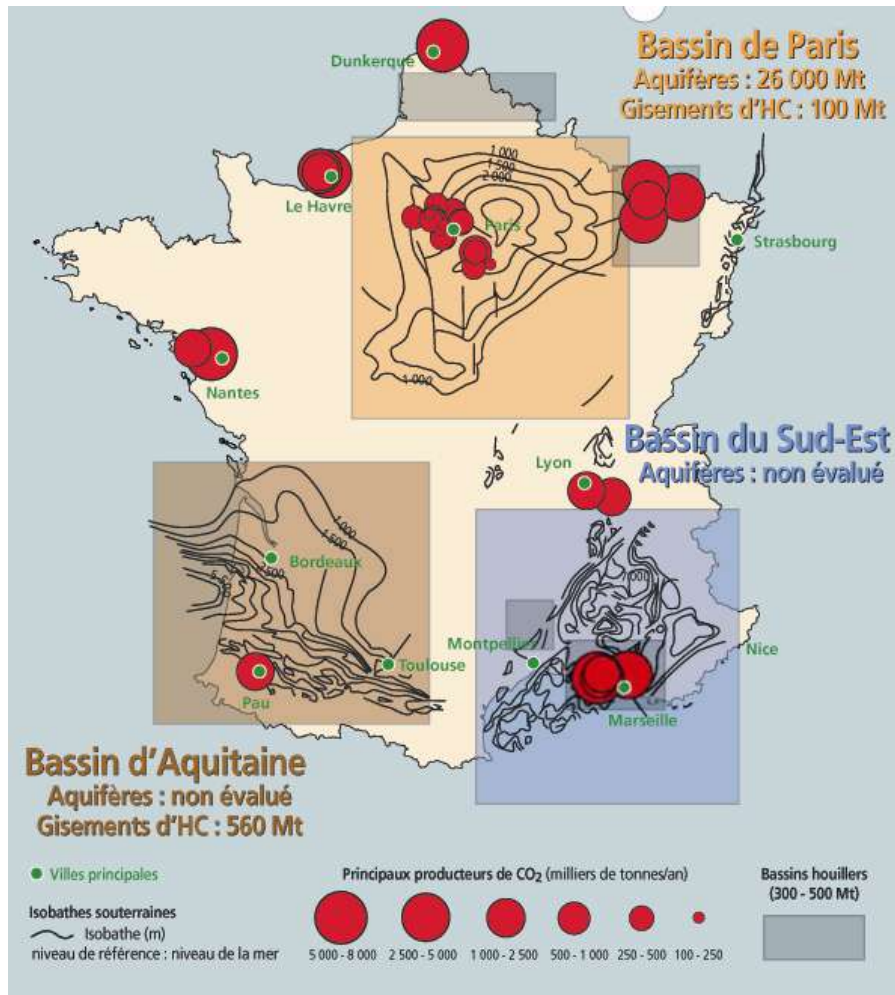 Bassin de Paris
Aquifères : 26 000 Mt
Gisements d'HC : 100 Mt
Dunkerque
Le Havre
1 000
1 500
2 000
Paris
Strasbourg
Nantes
1 000
Bassin du Sud-Est
Aquifères : non évalué
Lyon
1 000
1 500
Bordeaux
Montpellier
Nice
Toulouse
Pau
Marseille
Bassin d'Aquitaine
Aquifères : non évalué
Gisements d'HC : 560 Mt
Villes principales
Isobathes souterraines
Isobathe (m)
niveau de référence : niveau de la mer
Principaux producteurs de CO₂ (milliers de tonnes/an)
5 000 - 8 000 2 500 - 5 000 1 000 - 2 500 500 - 1 000 250 - 500 100 - 250
Bassins houillers
(300 - 500 Mt)